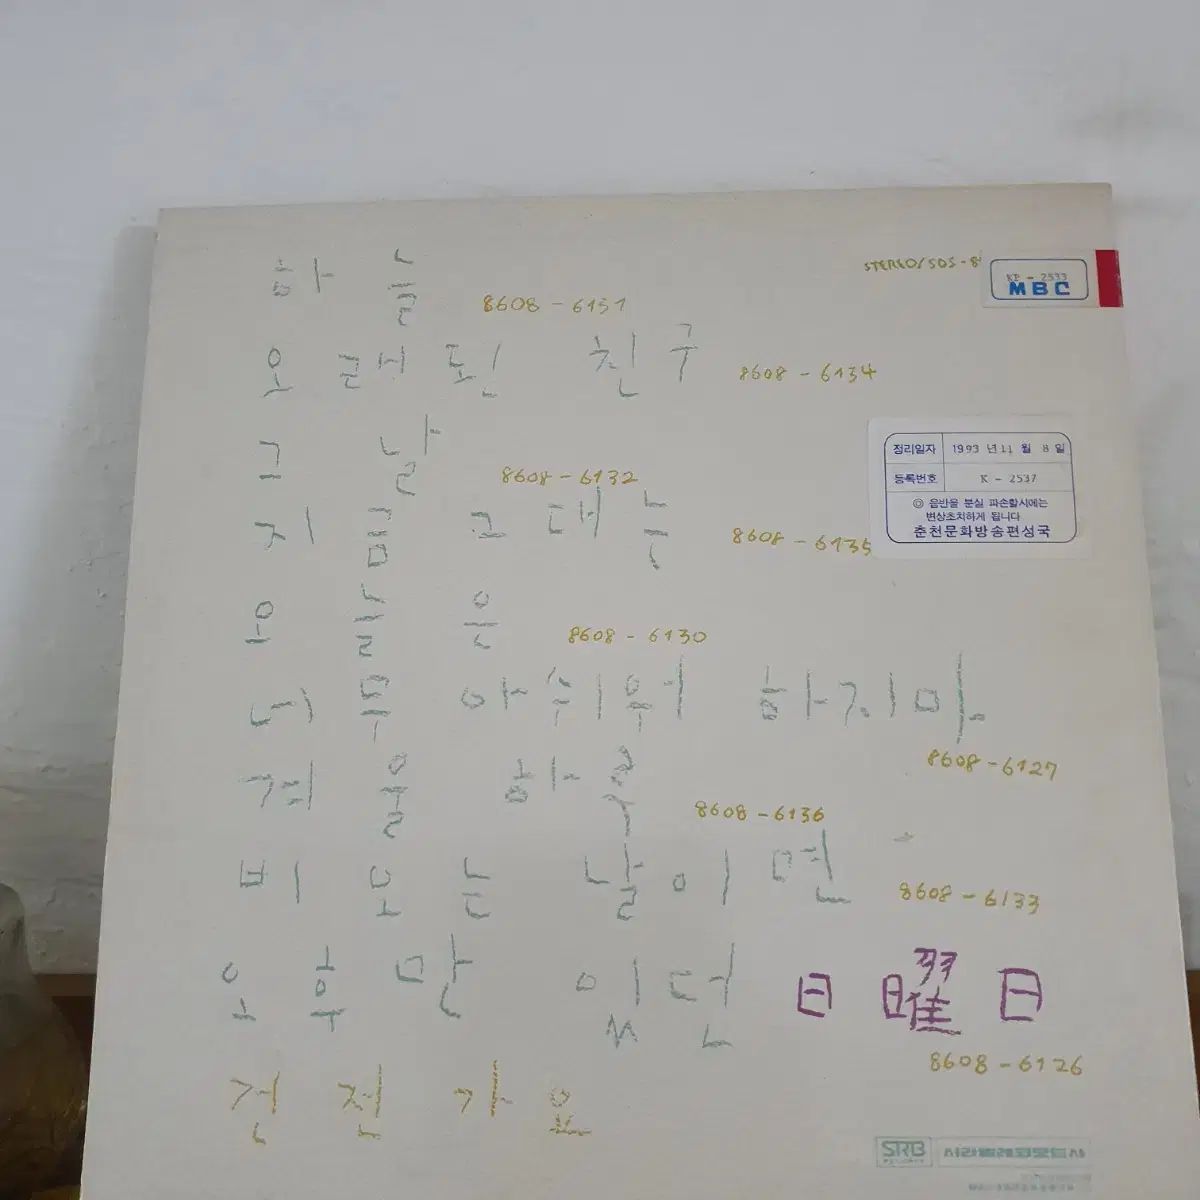 STEREO/SDS-8
KP - 2533
MBC
하늘 8608-6131
오래된 친구 8608-6134
그날 8608-6132
정리일자 1993 년 11 월 8 일
등록번호 K - 2537
◎ 음반물 분실 파손할시에는
변상조치하게 됩니다
춘천문화방송편성국
지금 그대는 8608-6135
오늘은 8608-6130
너무 아쉬워 하지마. 8608-6127
겨울 하루 8608-6136
비오는 날이면 8608-6133
오후만 있던 日曜日 8608-6126
건전가요
SRB 서라벌레코드사